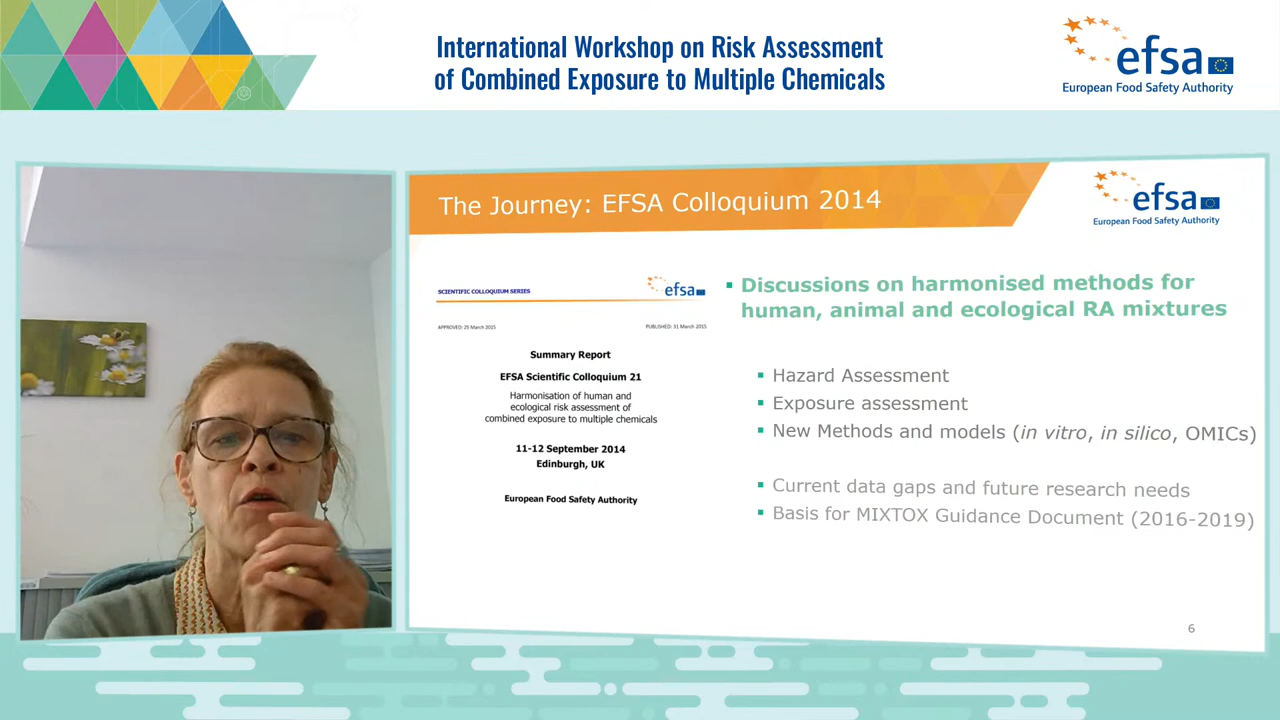 International Workshop on Risk Assessment
of Combined Exposure to Multiple Chemicals
efsa
European Food Safety Authority
The Journey: EFSA Colloquium 2014
efsa
European Food Safety Authority
SCIENTIFIC COLLOQUIUM SERIES
efsa
APPROVED: 25 March 2015
PUBLISHED: 31 March 2015
Summary Report
EFSA Scientific Colloquium 21
Harmonisation of human and
ecological risk assessment of
combined exposure to multiple chemicals
11-12 September 2014
Edinburgh, UK
European Food Safety Authority
▪ Discussions on harmonised methods for
human, animal and ecological RA mixtures
▪ Hazard Assessment
▪ Exposure assessment
▪ New Methods and models (in vitro, in silico, OMICs)
▪ Current data gaps and future research needs
▪ Basis for MIXTOX Guidance Document (2016-2019)
6